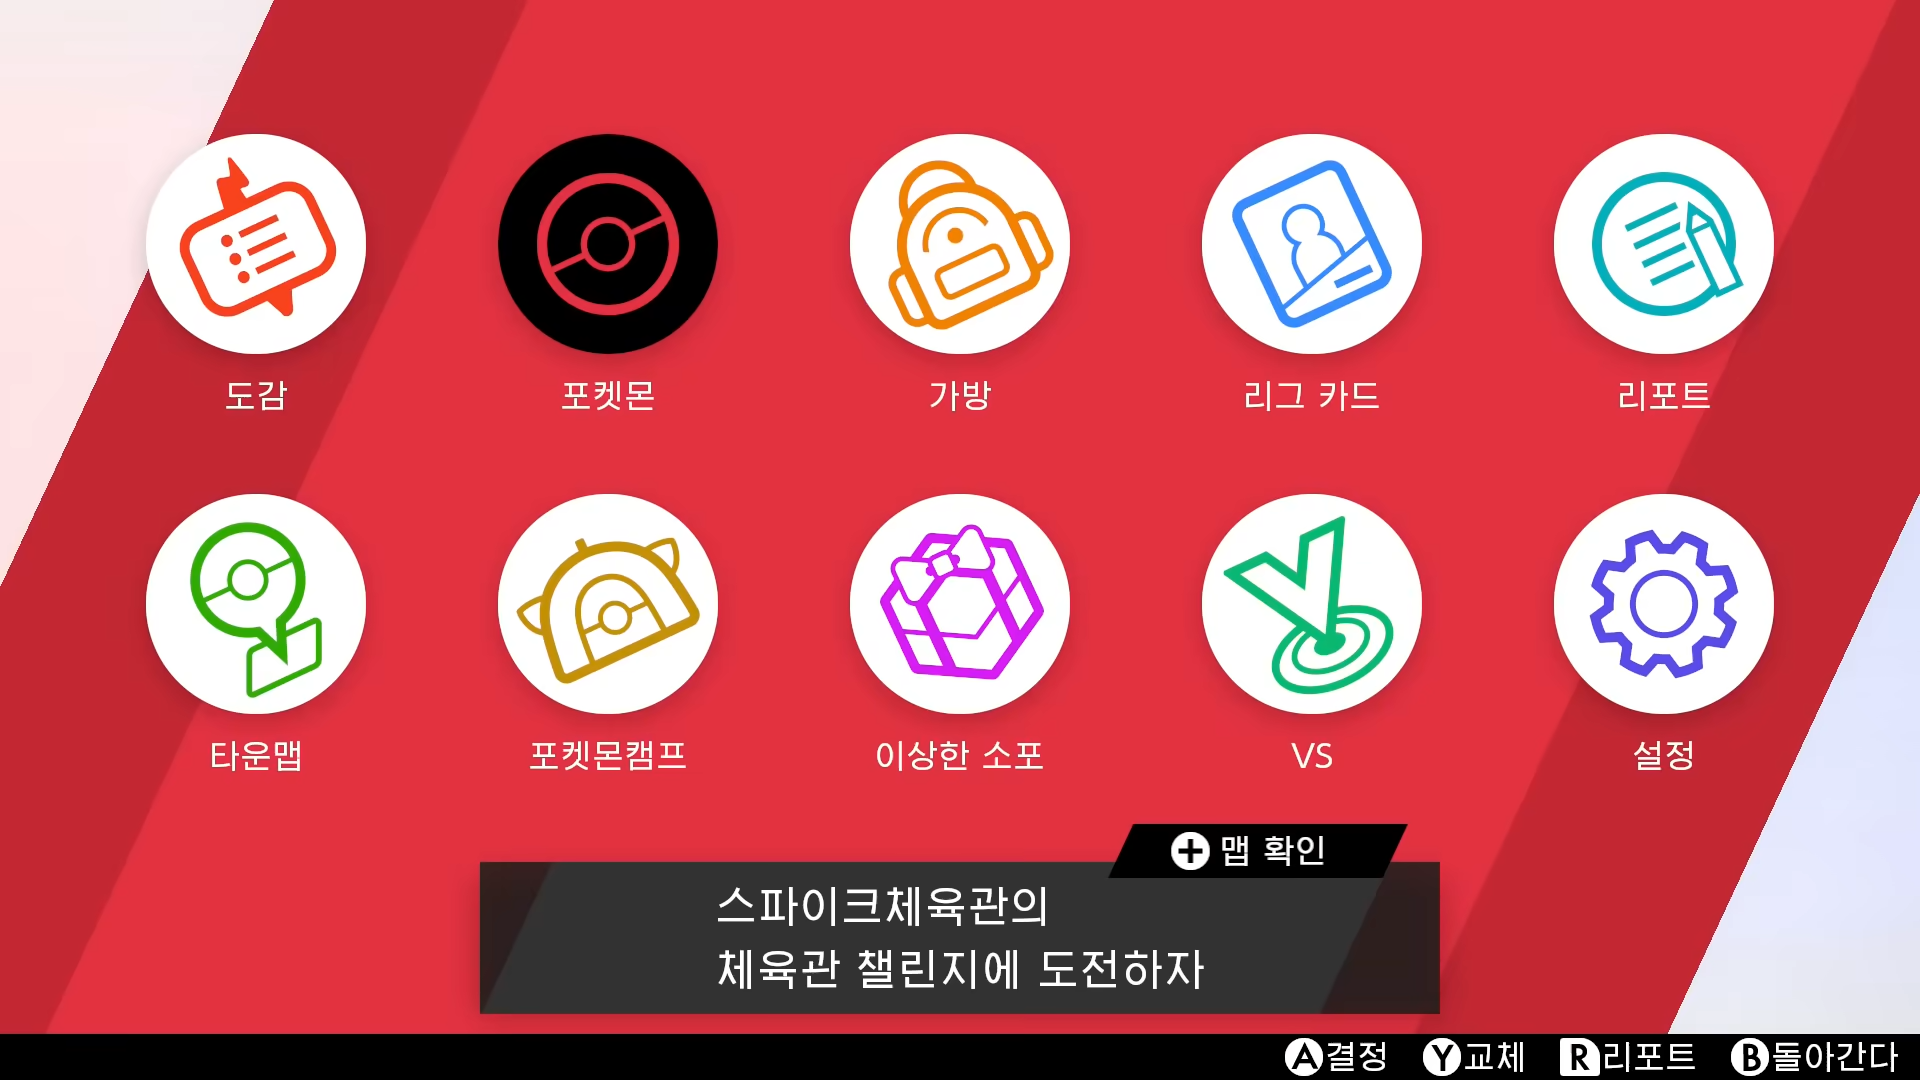 도감
포켓몬
가방
리그 카드
리포트
타운맵
포켓몬캠프
이상한 소포
VS
설정
맵 확인
스파이크체육관의
체육관 챌린지에 도전하자
A결정 Y교체 R리포트 B돌아간다